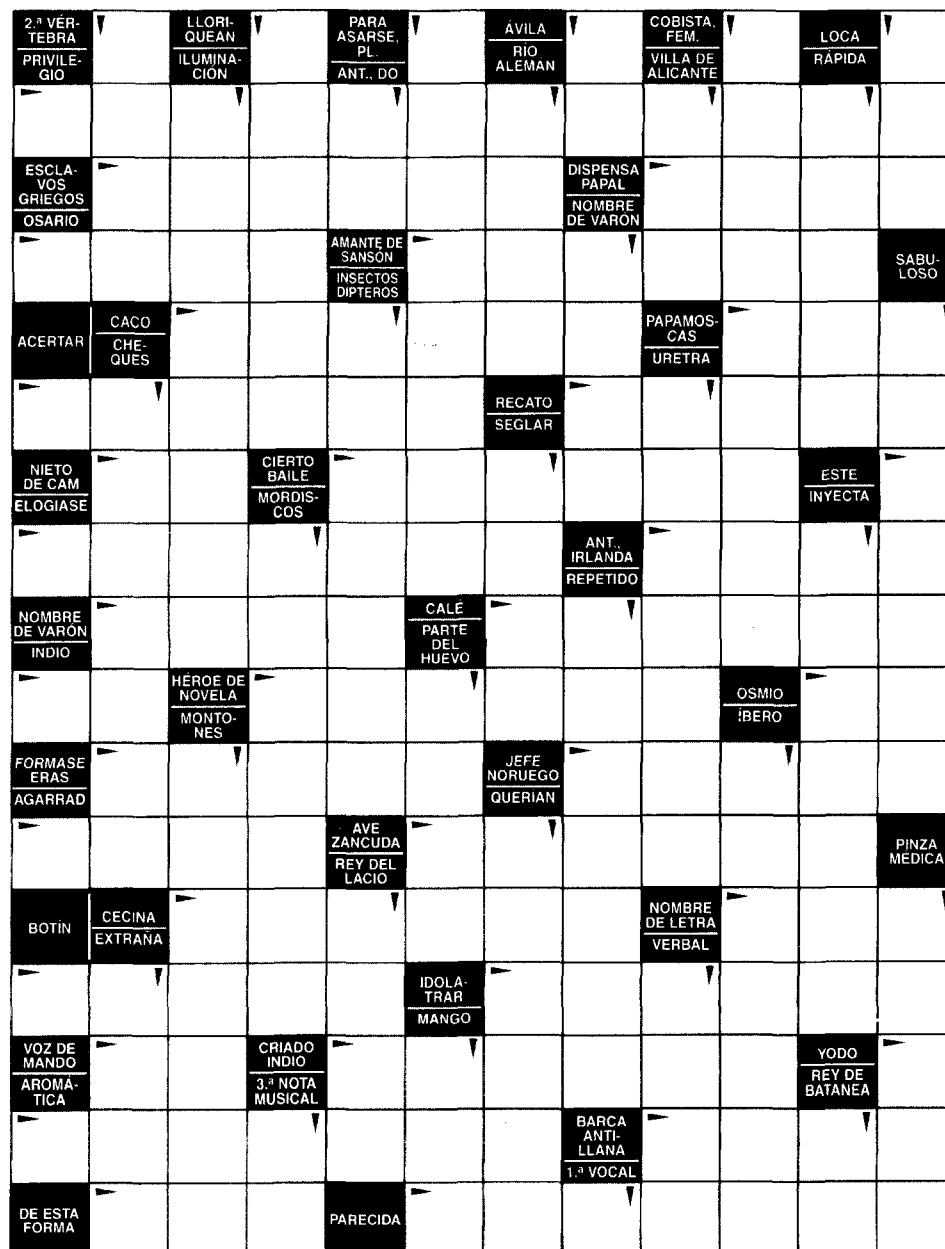 2.ª VÉR-
TEBRA
PRIVILE-
GIO
LLORI-
QUEAN
ILUMINA-
CIÓN
PARA
ASARSE,
PL.
ANT., DO
ÁVILA
RÍO
ALEMÁN
COBISTA,
FEM.
VILLA DE
ALICANTE
LOCA
RÁPIDA
ESCLA-
VOS
GRIEGOS
OSARIO
DISPENSA
PAPAL
NOMBRE
DE VARÓN
AMANTE DE
SANSÓN
INSECTOS
DIPTEROS
SABU-
LOSO
ACERTAR
CACO
CHE-
QUES
PAPAMOS-
CAS
URETRA
RECATO
SEGLAR
NIETO
DE CAM
ELOGIASE
CIERTO
BAILE
MORDIS-
COS
ESTE
INYECTA
ANT.,
IRLANDA
REPETIDO
NOMBRE
DE VARÓN
INDIO
CALÉ
PARTE
DEL
HUEVO
HÉROE DE
NOVELA
MONTO-
NES
OSMIO
ÍBERO
FORMASE
ERAS
AGARRAD
JEFE
NORUEGO
QUERIAN
AVE
ZANCUDA
REY DEL
LACIO
PINZA
MEDICA
BOTÍN
CECINA
EXTRAÑA
NOMBRE
DE LETRA
VERBAL
IDOLA-
TRAR
MANGO
VOZ DE
MANDO
AROMÁ-
TICA
CRIADO
INDIO
3.ª NOTA
MUSICAL
YODO
REY DE
BATANEA
BARCA
ANTI-
LLANA
1.ª VOCAL
DE ESTA
FORMA
PARECIDA